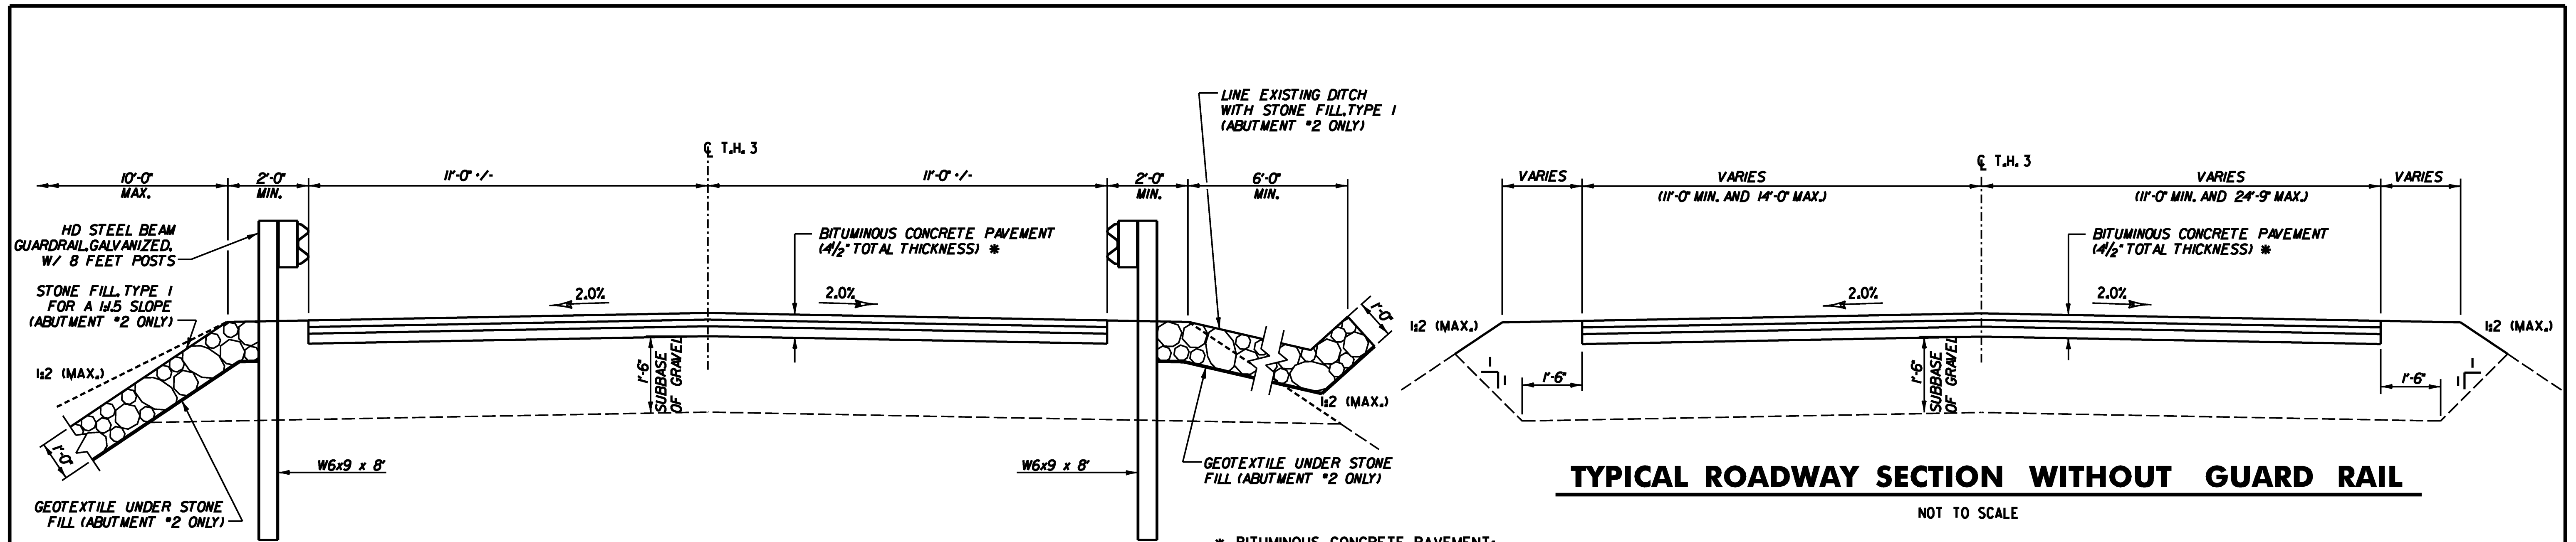 LINE EXISTING DITCH
WITH STONE FILL, TYPE I
(ABUTMENT #2 ONLY)
℄ T.H. 3
10'-0"
MAX.
2'-0"
MIN.
11'-0" +/-
11'-0" +/-
2'-0"
MIN.
6'-0"
MIN.
HD STEEL BEAM
GUARDRAIL, GALVANIZED,
W/ 8 FEET POSTS
BITUMINOUS CONCRETE PAVEMENT
(4½" TOTAL THICKNESS) *
STONE FILL, TYPE I
FOR A 1:1.5 SLOPE
(ABUTMENT #2 ONLY)
2.0%
2.0%
1'-0"
1:2 (MAX.)
1'-6"
SUBBASE
OF GRAVEL
1:2 (MAX.)
1'-0"
W6x9 x 8'
W6x9 x 8'
GEOTEXTILE UNDER STONE
FILL (ABUTMENT #2 ONLY)
GEOTEXTILE UNDER STONE
FILL (ABUTMENT #2 ONLY)
℄ T.H. 3
VARIES
VARIES
(11'-0" MIN. AND 14'-0" MAX.)
VARIES
(11'-0" MIN. AND 24'-9" MAX.)
VARIES
BITUMINOUS CONCRETE PAVEMENT
(4½" TOTAL THICKNESS) *
2.0%
2.0%
1:2 (MAX.)
1:2 (MAX.)
1
1
1'-6"
1'-6"
SUBBASE
OF GRAVEL
1'-6"
1
1
TYPICAL ROADWAY SECTION WITHOUT GUARD RAIL
NOT TO SCALE
* BITUMINOUS CONCRETE PAVEMENT: